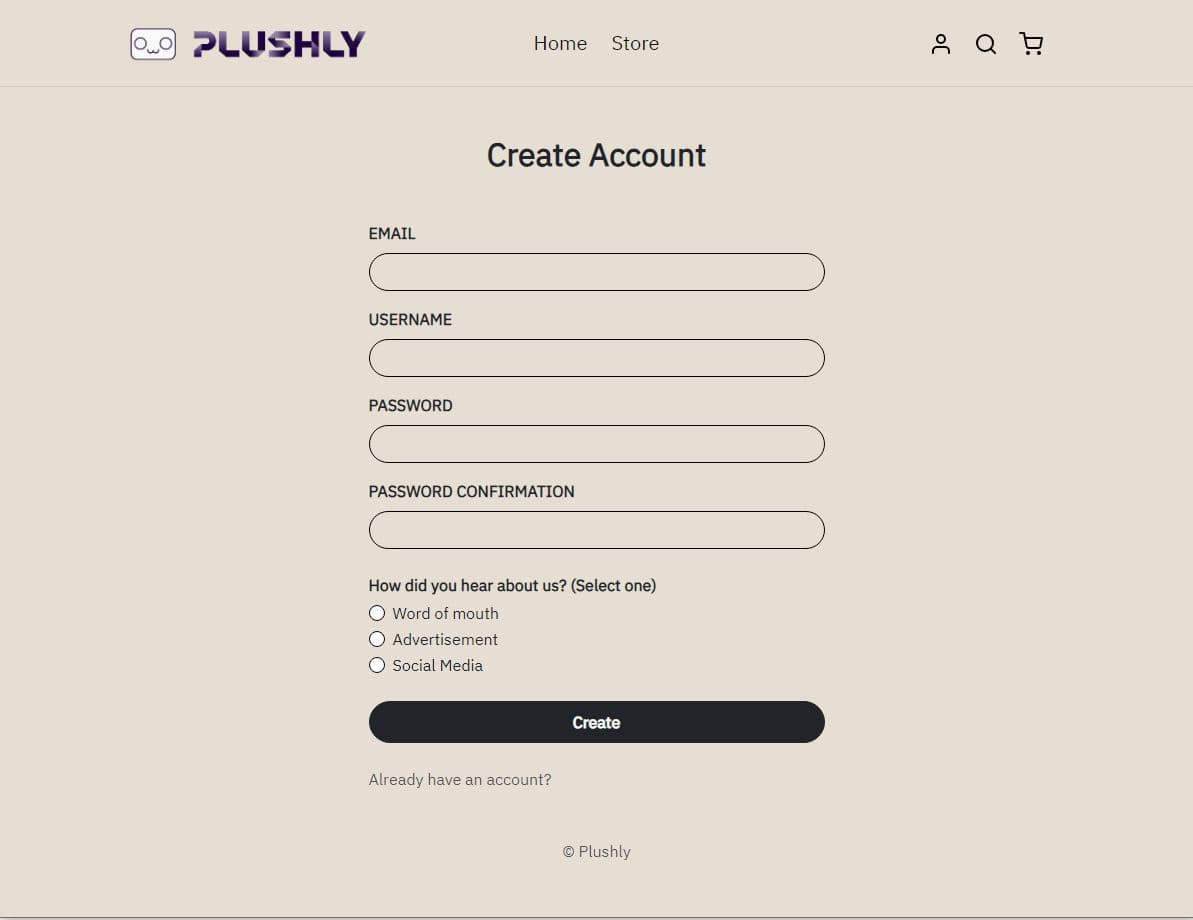 PLUSHLY
Home Store
Create Account
EMAIL
USERNAME
PASSWORD
PASSWORD CONFIRMATION
How did you hear about us? (Select one)
Word of mouth
Advertisement
Social Media
Create
Already have an account?
© Plushly